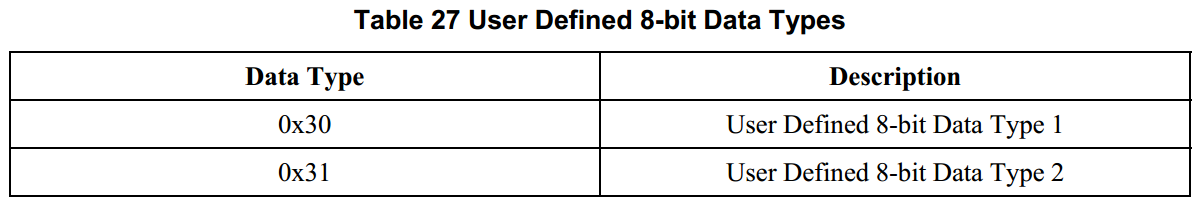 Table 27 User Defined 8-bit Data Types
Data Type Description
0x30 User Defined 8-bit Data Type 1
0x31 User Defined 8-bit Data Type 2